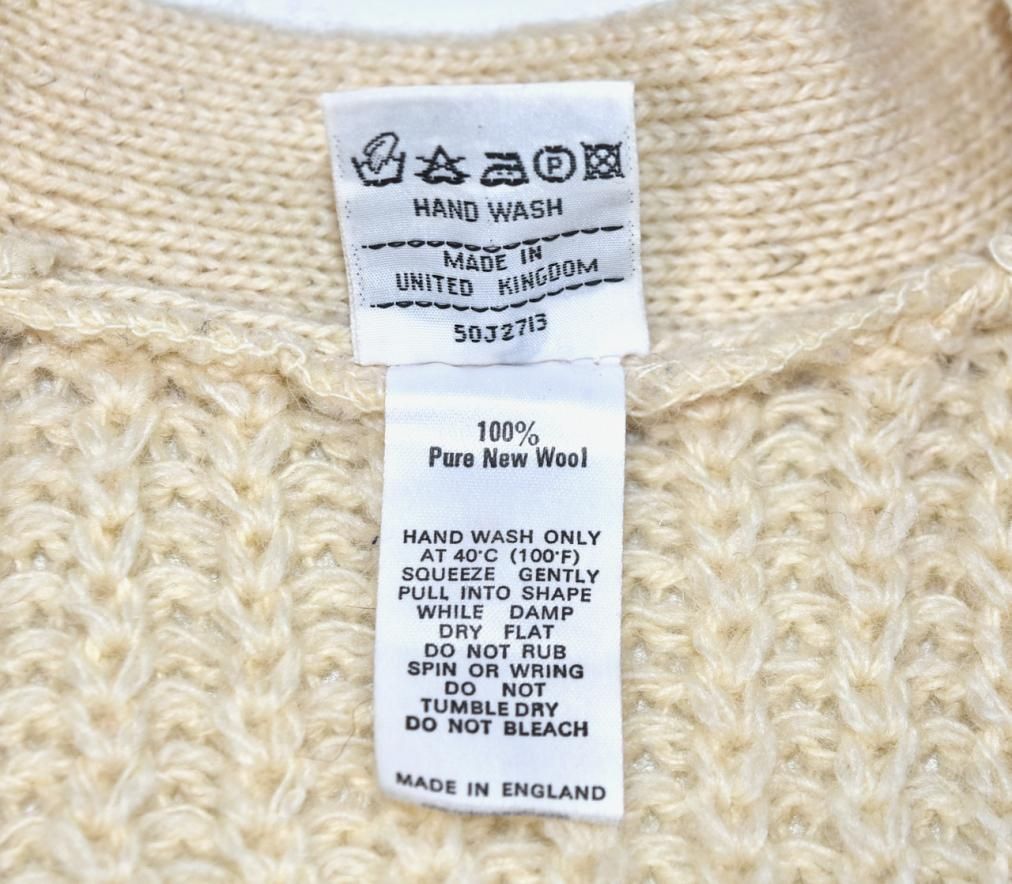 P
HAND WASH
MADE IN
UNITED KINGDOM
50J2713
100%
Pure New Wool
HAND WASH ONLY
AT 40°C (100°F)
SQUEEZE GENTLY
PULL INTO SHAPE
WHILE DAMP
DRY FLAT
DO NOT RUB
SPIN OR WRING
DO NOT
TUMBLE DRY
DO NOT BLEACH
MADE IN ENGLAND